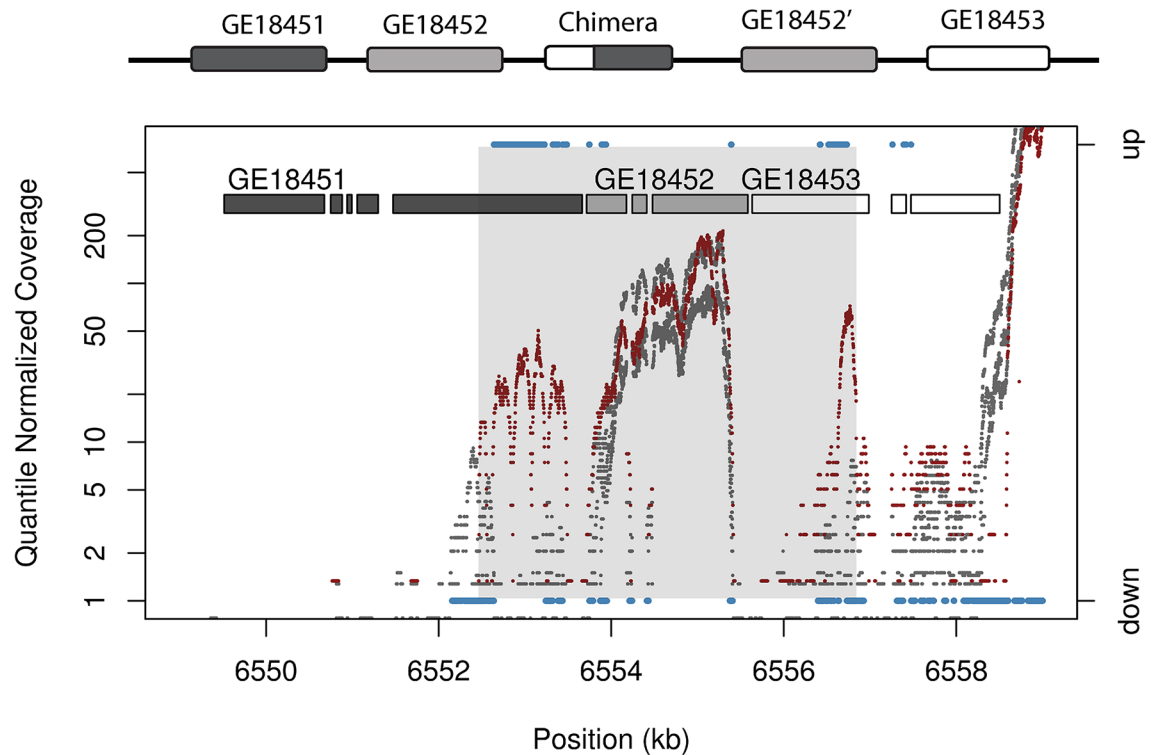 GE18451 GE18452 Chimera GE18452′ GE18453
up
GE18451 GE18452 GE18453
Quantile Normalized Coverage
200
50
10
5
2
1
down
6550 6552 6554 6556 6558
Position (kb)